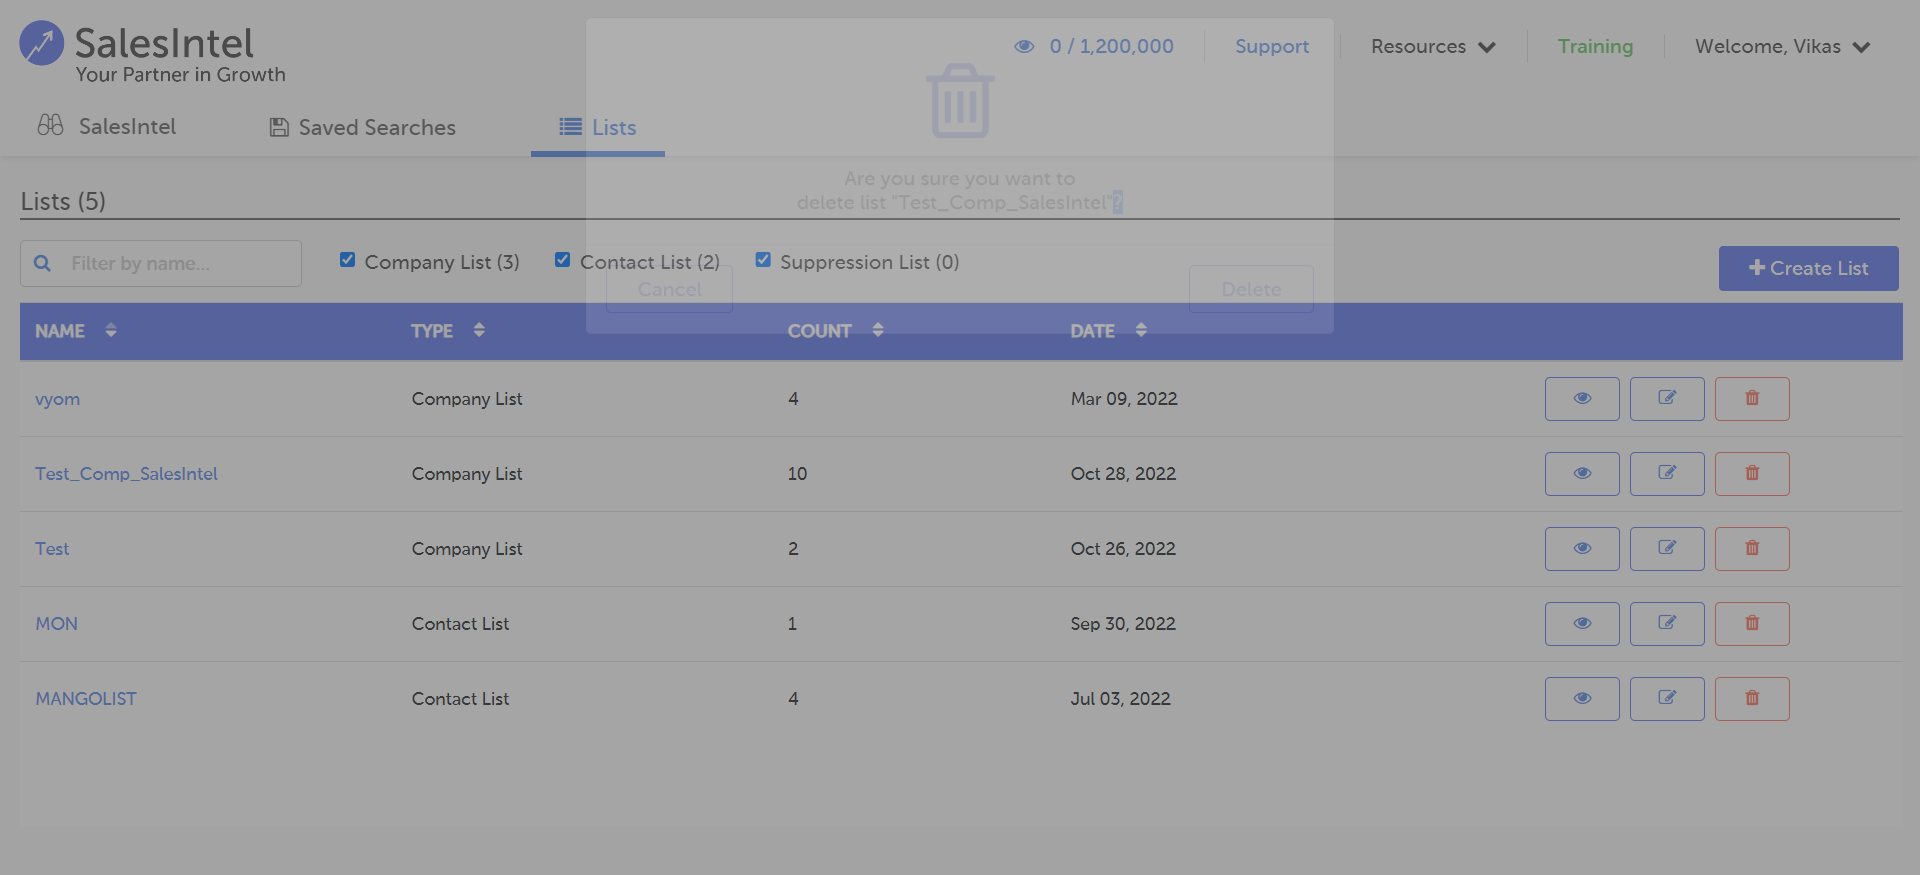 SalesIntel
Your Partner in Growth
0 / 1,200,000
Support
Resources
Training
Welcome, Vikas
SalesIntel
Saved Searches
Lists
Are you sure you want to
delete list "Test_Comp_SalesIntel"?
Cancel
Delete
Lists (5)
Filter by name...
Company List (3)
Contact List (2)
Suppression List (0)
Create List
NAME TYPE COUNT DATE
vyom Company List 4 Mar 09, 2022
Test_Comp_SalesIntel Company List 10 Oct 28, 2022
Test Company List 2 Oct 26, 2022
MON Contact List 1 Sep 30, 2022
MANGOLIST Contact List 4 Jul 03, 2022